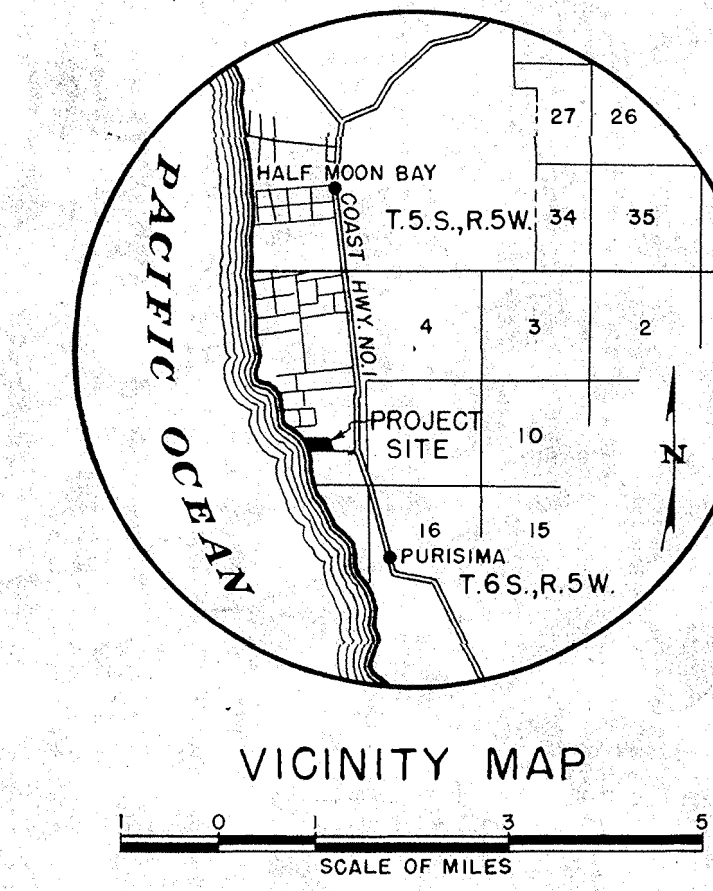 27 26
HALF MOON BAY
PACIFIC OCEAN
COAST HWY. NO.1
T.5.S.,R.5W. 34 35
4 3 2
PROJECT
SITE
10
N
16 15
PURISIMA
T.6S.,R.5W.
VICINITY MAP
1 0 1 3 5
SCALE OF MILES